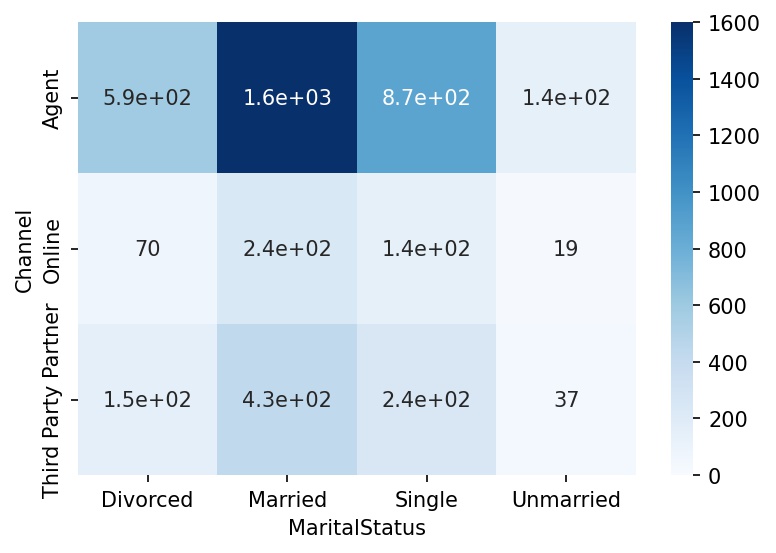 Channel
Agent
Online
Third Party Partner
5.9e+02 1.6e+03 8.7e+02 1.4e+02
70 2.4e+02 1.4e+02 19
1.5e+02 4.3e+02 2.4e+02 37
Divorced Married Single Unmarried
MaritalStatus
1600
1400
1200
1000
800
600
400
200
0